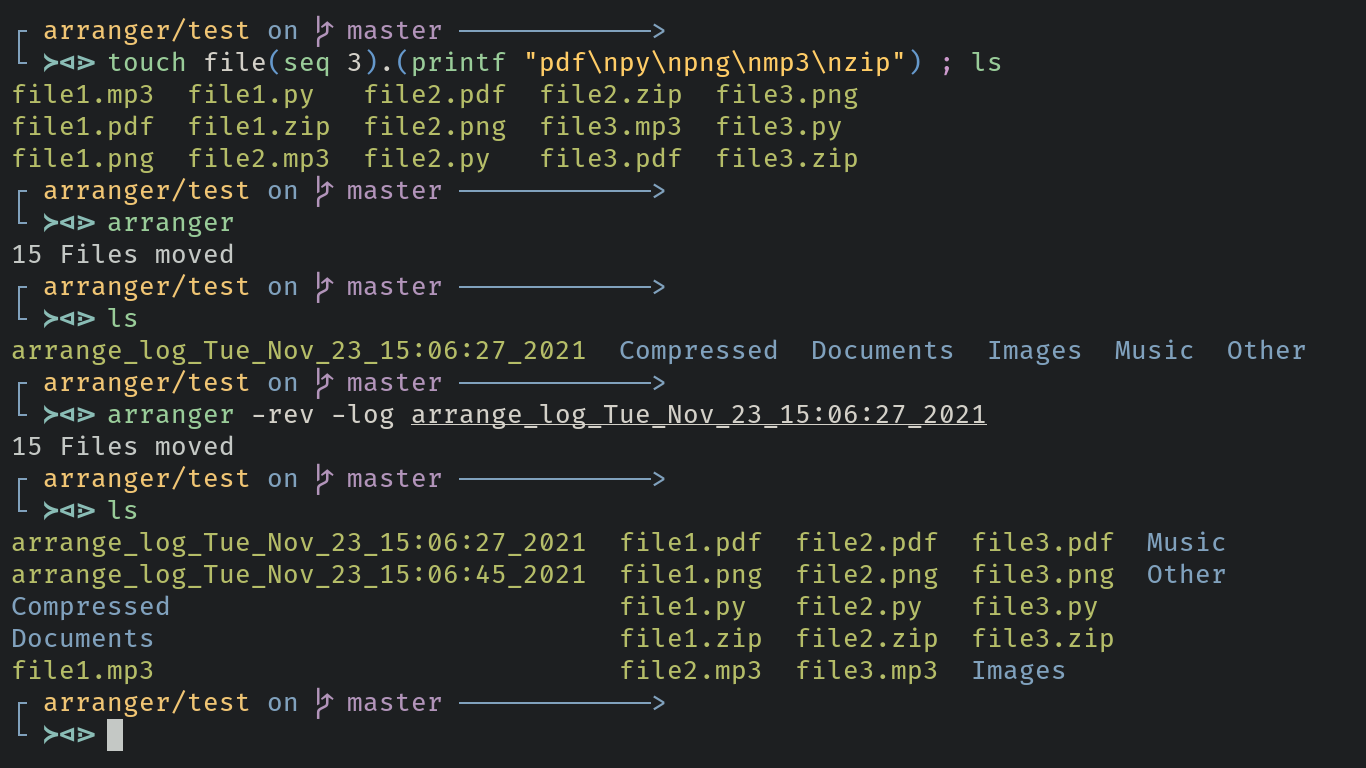 ┌ arranger/test on master ────────────>
└ ≻⋪⋗ touch file(seq 3).(printf "pdf\npy\npng\nmp3\nzip") ; ls
file1.mp3  file1.py   file2.pdf  file2.zip  file3.png
file1.pdf  file1.zip  file2.png  file3.mp3  file3.py
file1.png  file2.mp3  file2.py   file3.pdf  file3.zip
┌ arranger/test on master ────────────>
└ ≻⋪⋗ arranger
15 Files moved
┌ arranger/test on master ────────────>
└ ≻⋪⋗ ls
arrange_log_Tue_Nov_23_15:06:27_2021  Compressed  Documents  Images  Music  Other
┌ arranger/test on master ────────────>
└ ≻⋪⋗ arranger -rev -log arrange_log_Tue_Nov_23_15:06:27_2021
15 Files moved
┌ arranger/test on master ────────────>
└ ≻⋪⋗ ls
arrange_log_Tue_Nov_23_15:06:27_2021  file1.pdf  file2.pdf  file3.pdf  Music
arrange_log_Tue_Nov_23_15:06:45_2021  file1.png  file2.png  file3.png  Other
Compressed                            file1.py   file2.py   file3.py
Documents                             file1.zip  file2.zip  file3.zip
file1.mp3                             file2.mp3  file3.mp3  Images
┌ arranger/test on master ────────────>
└ ≻⋪⋗